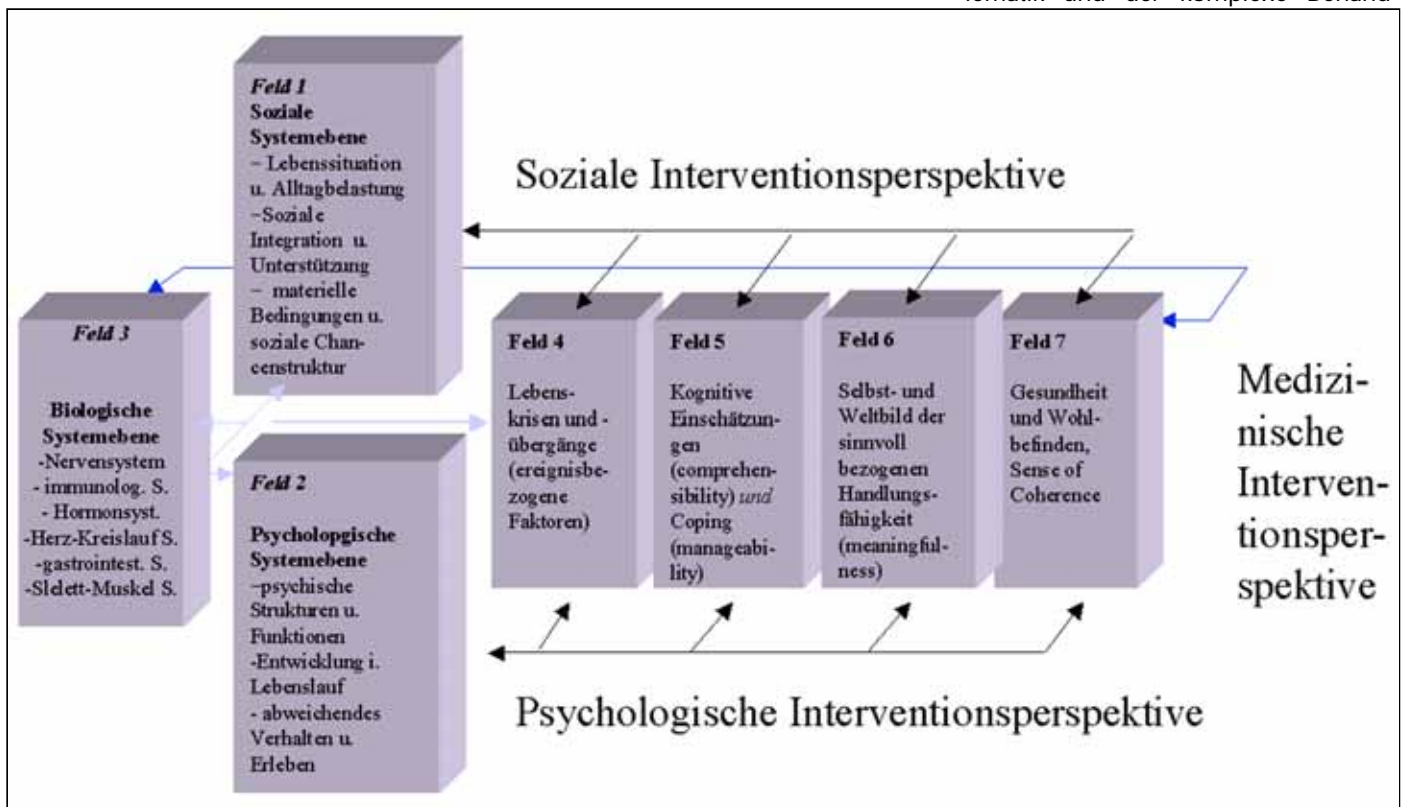 Feld 1
Soziale
Systemebene
– Lebenssituation
u. Alltagbelastung
–Soziale
Integration u.
Unterstützung
– materielle
Bedingungen u.
soziale Chan-
censtruktur
Soziale Interventionsperspektive
Feld 3
Biologische
Systemebene
-Nervensystem
- immunolog. S.
- Hormonsyst.
-Herz-Kreislauf S.
-gastrointest. S.
-Slelett-Muskel S.
Feld 2
Psychologpische
Systemebene
–psychische
Strukturen u.
Funktionen
-Entwicklung i.
Lebenslauf
- abweichendes
Verhalten u.
Erleben
Feld 4
Lebens-
krisen und -
übergänge
(ereignisbe-
zogene
Faktoren)
Feld 5
Kognitive
Einschätzun-
gen
(comprehen-
sibility) und
Coping
(manageabi-
lity)
Feld 6
Selbst- und
Weltbild der
sinnvoll
bezogenen
Handlungs-
fähigkeit
(meaningful-
ness)
Feld 7
Gesundheit
und Wohl-
befinden,
Sense of
Coherence
Medizi-
nische
Interven-
tionsper-
spektive
Psychologische Interventionsperspektive